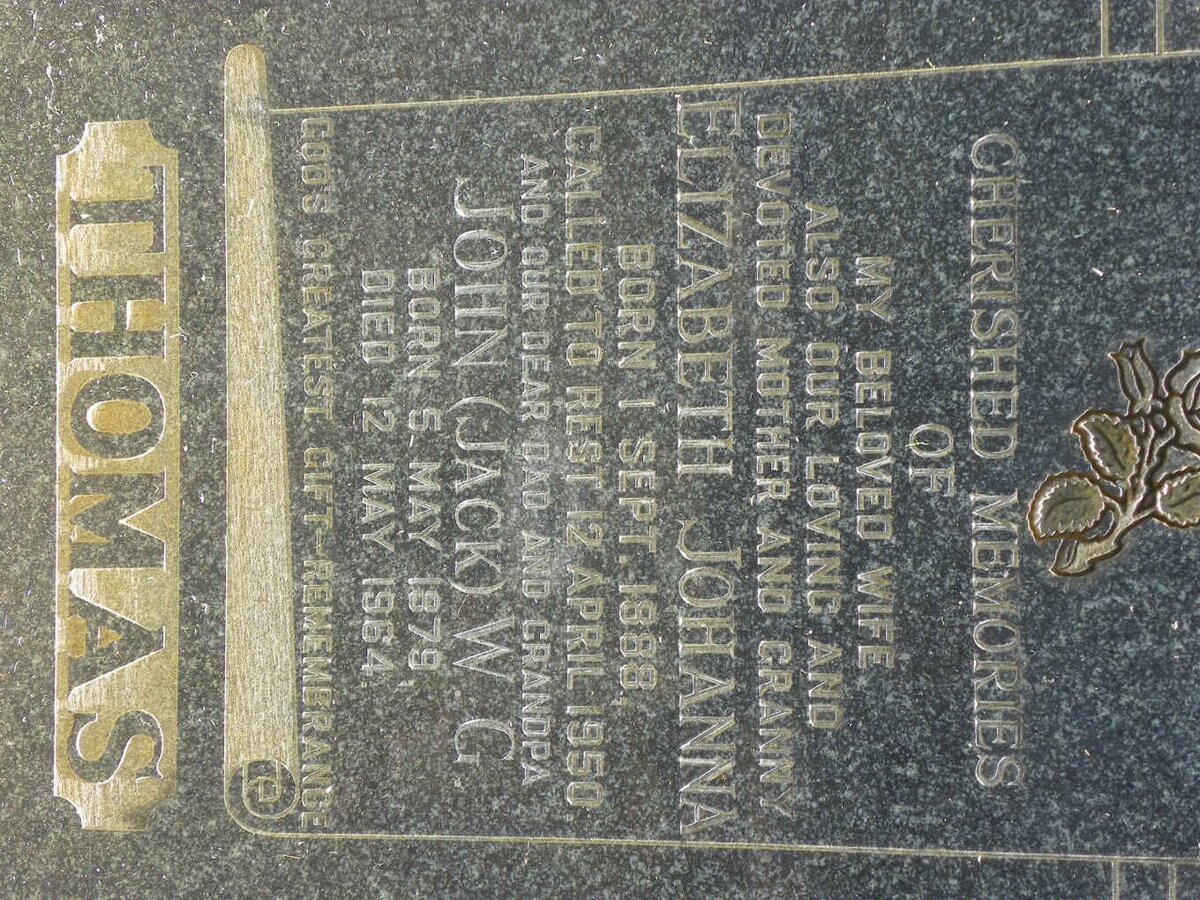 CHERISHED MEMORIES
OF
MY BELOVED WIFE
ALSO OUR LOVING AND
DEVOTED MOTHER AND GRANNY
ELIZABETH JOHANNA
BORN 1 SEPT. 1888
CALLED TO REST 12 APRIL 1950
AND OUR DEAR DAD AND GRANDPA
JOHN (JACK) W G
BORN 5 MAY 1879
DIED 12 MAY 1964
GOD'S GREATEST GIFT—REMEMBRANCE
THOMAS